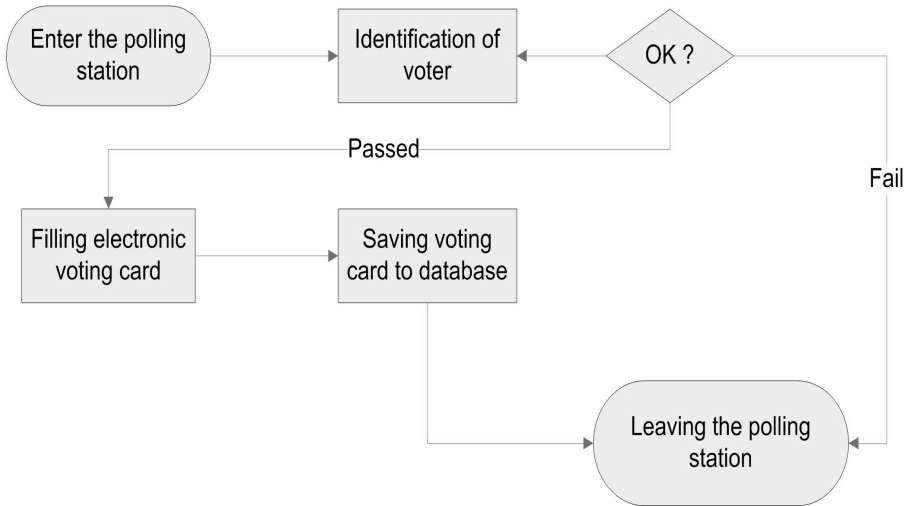 Enter the polling
station
Identification of
voter
OK ?
Passed
Fail
Filling electronic
voting card
Saving voting
card to database
Leaving the polling
station